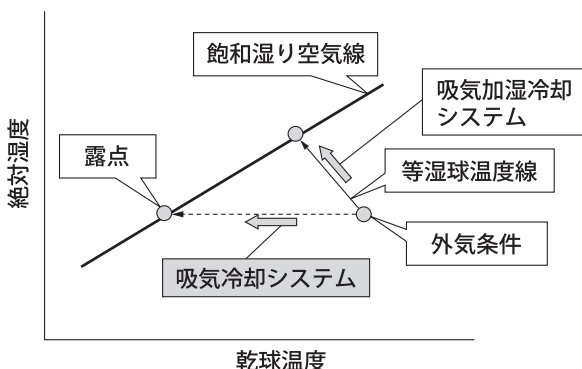 飽和湿り空気線
吸気加湿冷却
システム
露点
等湿球温度線
外気条件
吸気冷却システム
絶対湿度
乾球温度